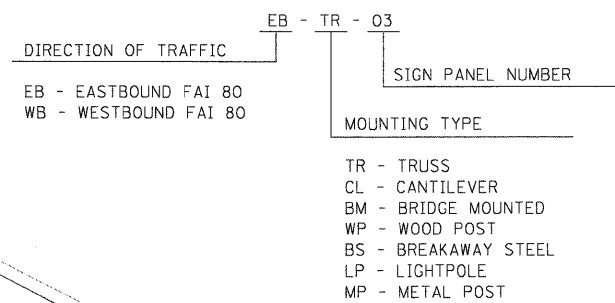 EB - TR - 03
DIRECTION OF TRAFFIC
SIGN PANEL NUMBER
EB - EASTBOUND FAI 80
WB - WESTBOUND FAI 80
MOUNTING TYPE
TR - TRUSS
CL - CANTILEVER
BM - BRIDGE MOUNTED
WP - WOOD POST
BS - BREAKAWAY STEEL
LP - LIGHTPOLE
MP - METAL POST